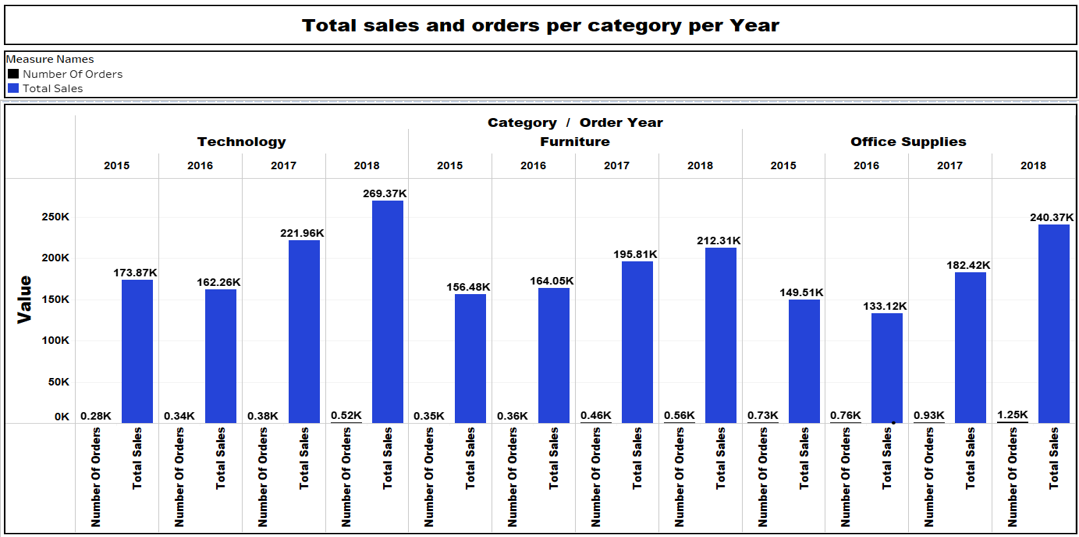 Total sales and orders per category per Year
Measure Names
Number Of Orders
Total Sales
Category / Order Year
Technology Furniture Office Supplies
2015 2016 2017 2018 2015 2016 2017 2018 2015 2016 2017 2018
Value
250K
200K
150K
100K
50K
0K
0.28K 173.87K 0.34K 162.26K 0.38K 221.96K 0.52K 269.37K 0.35K 156.48K 0.36K 164.05K 0.46K 195.81K 0.56K 212.31K 0.73K 149.51K 0.76K 133.12K 0.93K 182.42K 1.25K 240.37K
Number Of Orders Total Sales Number Of Orders Total Sales Number Of Orders Total Sales Number Of Orders Total Sales Number Of Orders Total Sales Number Of Orders Total Sales Number Of Orders Total Sales Number Of Orders Total Sales Number Of Orders Total Sales Number Of Orders Total Sales Number Of Orders Total Sales Number Of Orders Total Sales